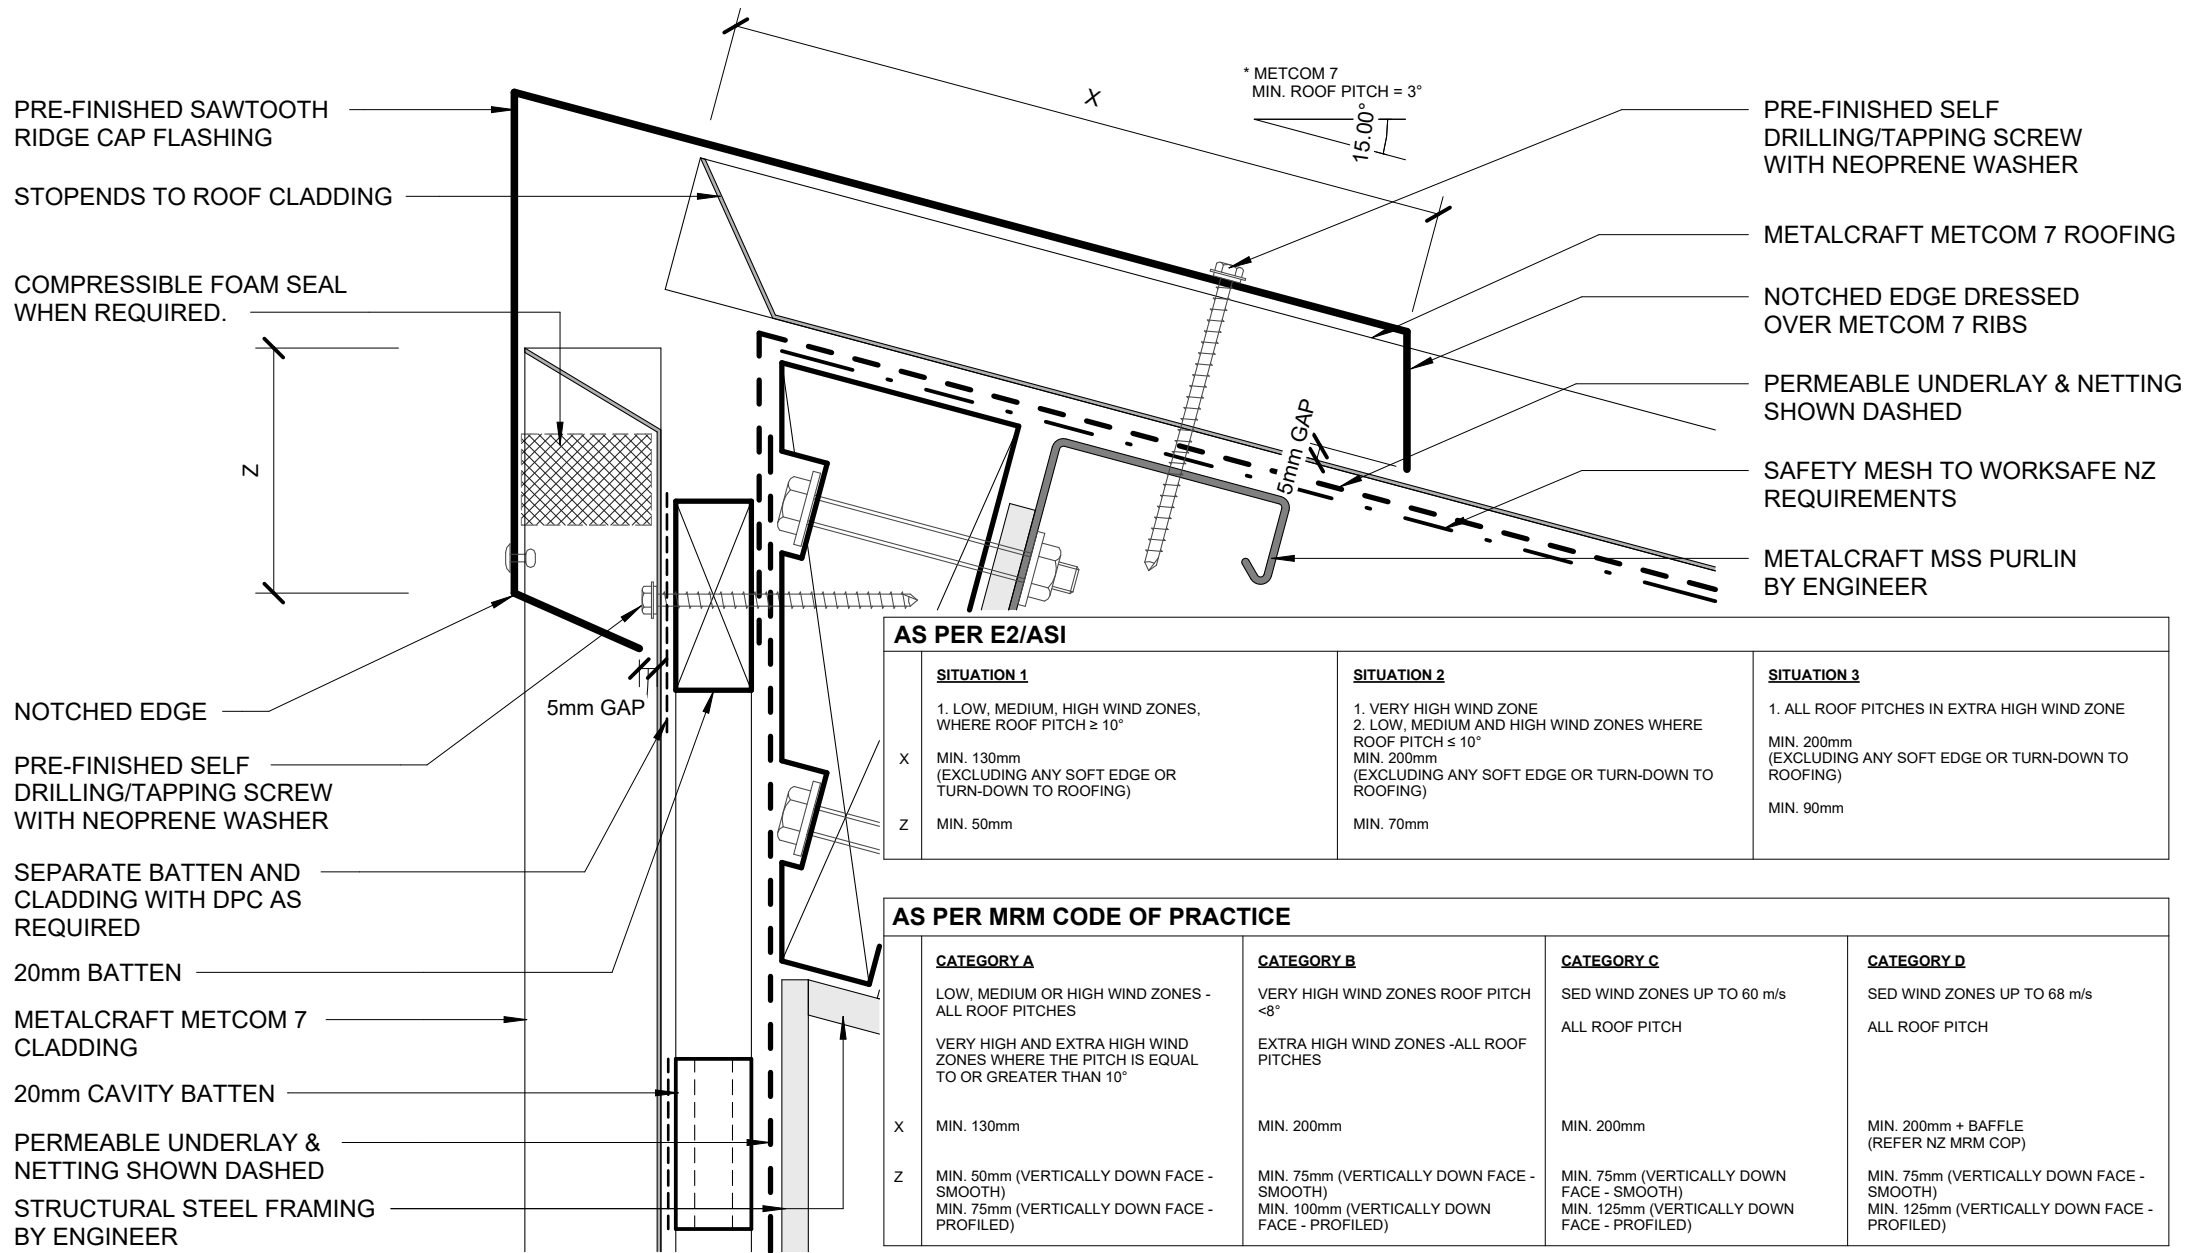 PRE-FINISHED SAWTOOTH
RIDGE CAP FLASHING
STOPENDS TO ROOF CLADDING
COMPRESSIBLE FOAM SEAL
WHEN REQUIRED.
Z
NOTCHED EDGE
PRE-FINISHED SELF
DRILLING/TAPPING SCREW
WITH NEOPRENE WASHER
SEPARATE BATTEN AND
CLADDING WITH DPC AS
REQUIRED
20mm BATTEN
METALCRAFT METCOM 7
CLADDING
20mm CAVITY BATTEN
PERMEABLE UNDERLAY &
NETTING SHOWN DASHED
STRUCTURAL STEEL FRAMING
BY ENGINEER
X
* METCOM 7
MIN. ROOF PITCH = 3°
15.00°
5mm GAP
5mm GAP
PRE-FINISHED SELF
DRILLING/TAPPING SCREW
WITH NEOPRENE WASHER
METALCRAFT METCOM 7 ROOFING
NOTCHED EDGE DRESSED
OVER METCOM 7 RIBS
PERMEABLE UNDERLAY & NETTING
SHOWN DASHED
SAFETY MESH TO WORKSAFE NZ
REQUIREMENTS
METALCRAFT MSS PURLIN
BY ENGINEER
AS PER E2/ASI
SITUATION 1
1. LOW, MEDIUM, HIGH WIND ZONES,
WHERE ROOF PITCH ≥ 10°
X
MIN. 130mm
(EXCLUDING ANY SOFT EDGE OR
TURN-DOWN TO ROOFING)
Z
MIN. 50mm
SITUATION 2
1. VERY HIGH WIND ZONE
2. LOW, MEDIUM AND HIGH WIND ZONES WHERE
ROOF PITCH ≤ 10°
MIN. 200mm
(EXCLUDING ANY SOFT EDGE OR TURN-DOWN TO
ROOFING)
MIN. 70mm
SITUATION 3
1. ALL ROOF PITCHES IN EXTRA HIGH WIND ZONE
MIN. 200mm
(EXCLUDING ANY SOFT EDGE OR TURN-DOWN TO
ROOFING)
MIN. 90mm
AS PER MRM CODE OF PRACTICE
CATEGORY A
LOW, MEDIUM OR HIGH WIND ZONES -
ALL ROOF PITCHES
VERY HIGH AND EXTRA HIGH WIND
ZONES WHERE THE PITCH IS EQUAL
TO OR GREATER THAN 10°
X
MIN. 130mm
Z
MIN. 50mm (VERTICALLY DOWN FACE -
SMOOTH)
MIN. 75mm (VERTICALLY DOWN FACE -
PROFILED)
CATEGORY B
VERY HIGH WIND ZONES ROOF PITCH
<8°
EXTRA HIGH WIND ZONES -ALL ROOF
PITCHES
MIN. 200mm
MIN. 75mm (VERTICALLY DOWN FACE -
SMOOTH)
MIN. 100mm (VERTICALLY DOWN
FACE - PROFILED)
CATEGORY C
SED WIND ZONES UP TO 60 m/s
ALL ROOF PITCH
MIN. 200mm
MIN. 75mm (VERTICALLY DOWN
FACE - SMOOTH)
MIN. 125mm (VERTICALLY DOWN
FACE - PROFILED)
CATEGORY D
SED WIND ZONES UP TO 68 m/s
ALL ROOF PITCH
MIN. 200mm + BAFFLE
(REFER NZ MRM COP)
MIN. 75mm (VERTICALLY DOWN FACE -
SMOOTH)
MIN. 125mm (VERTICALLY DOWN FACE -
PROFILED)